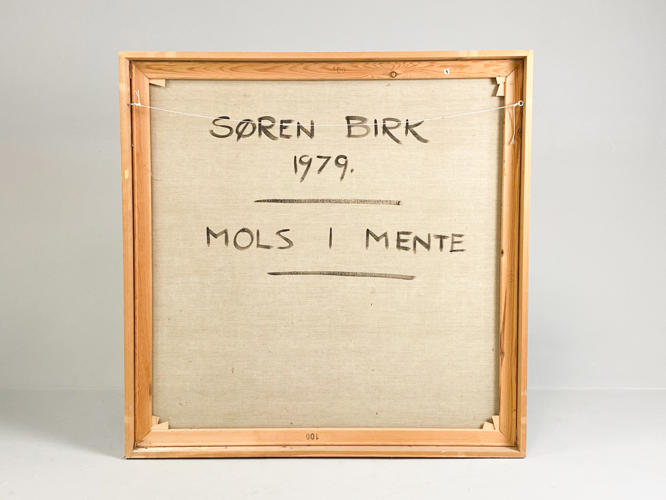 SØREN BIRK
1979.
MOLS I MENTE
100